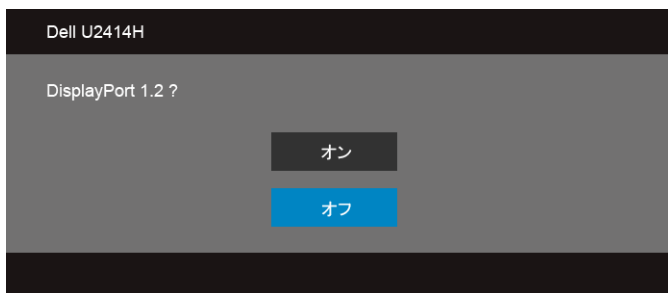 Dell U2414H
DisplayPort 1.2 ?
オン
オフ